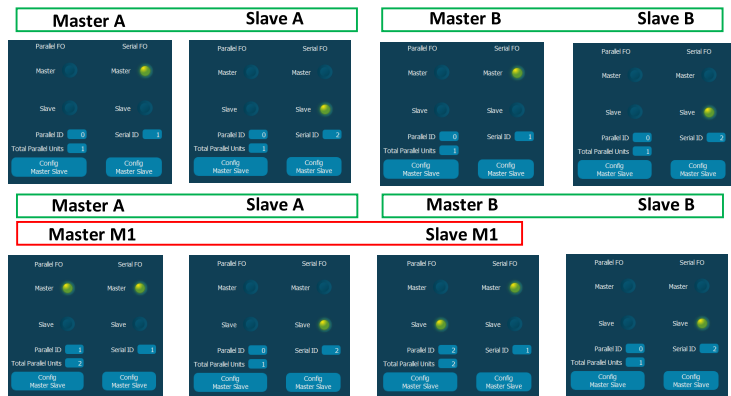 Master A Slave A Master B Slave B
Parallel FO Serial FO
Master Master
Slave Slave
Parallel ID 0 Serial ID 1
Total Parallel Units 1
Config Master Slave Config Master Slave
Parallel FO Serial FO
Master Master
Slave Slave
Parallel ID 0 Serial ID 2
Total Parallel Units 1
Config Master Slave Config Master Slave
Parallel FO Serial FO
Master Master
Slave Slave
Parallel ID 0 Serial ID 1
Total Parallel Units 1
Config Master Slave Config Master Slave
Parallel FO Serial FO
Master Master
Slave Slave
Parallel ID 0 Serial ID 2
Total Parallel Units 1
Config Master Slave Config Master Slave
Master A Slave A Master B Slave B
Master M1 Slave M1
Parallel FO Serial FO
Master Master
Slave Slave
Parallel ID 1 Serial ID 1
Total Parallel Units 2
Config Master Slave Config Master Slave
Parallel FO Serial FO
Master Master
Slave Slave
Parallel ID 0 Serial ID 2
Total Parallel Units 1
Config Master Slave Config Master Slave
Parallel FO Serial FO
Master Master
Slave Slave
Parallel ID 2 Serial ID 1
Total Parallel Units 2
Config Master Slave Config Master Slave
Parallel FO Serial FO
Master Master
Slave Slave
Parallel ID 0 Serial ID 2
Total Parallel Units 1
Config Master Slave Config Master Slave